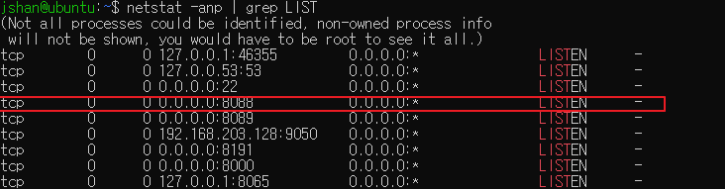 jshan@ubuntu:~$ netstat -anp | grep LIST
(Not all processes could be identified, non-owned process info
will not be shown, you would have to be root to see it all.)
tcp 0 0 127.0.0.1:46355 0.0.0.0:* LISTEN -
tcp 0 0 127.0.0.53:53 0.0.0.0:* LISTEN -
tcp 0 0 0.0.0.0:22 0.0.0.0:* LISTEN -
tcp 0 0 0.0.0.0:8088 0.0.0.0:* LISTEN -
tcp 0 0 0.0.0.0:8089 0.0.0.0:* LISTEN -
tcp 0 0 192.168.203.128:9050 0.0.0.0:* LISTEN -
tcp 0 0 0.0.0.0:8191 0.0.0.0:* LISTEN -
tcp 0 0 0.0.0.0:8000 0.0.0.0:* LISTEN -
tcp 0 0 127.0.0.1:8065 0.0.0.0:* LISTEN -